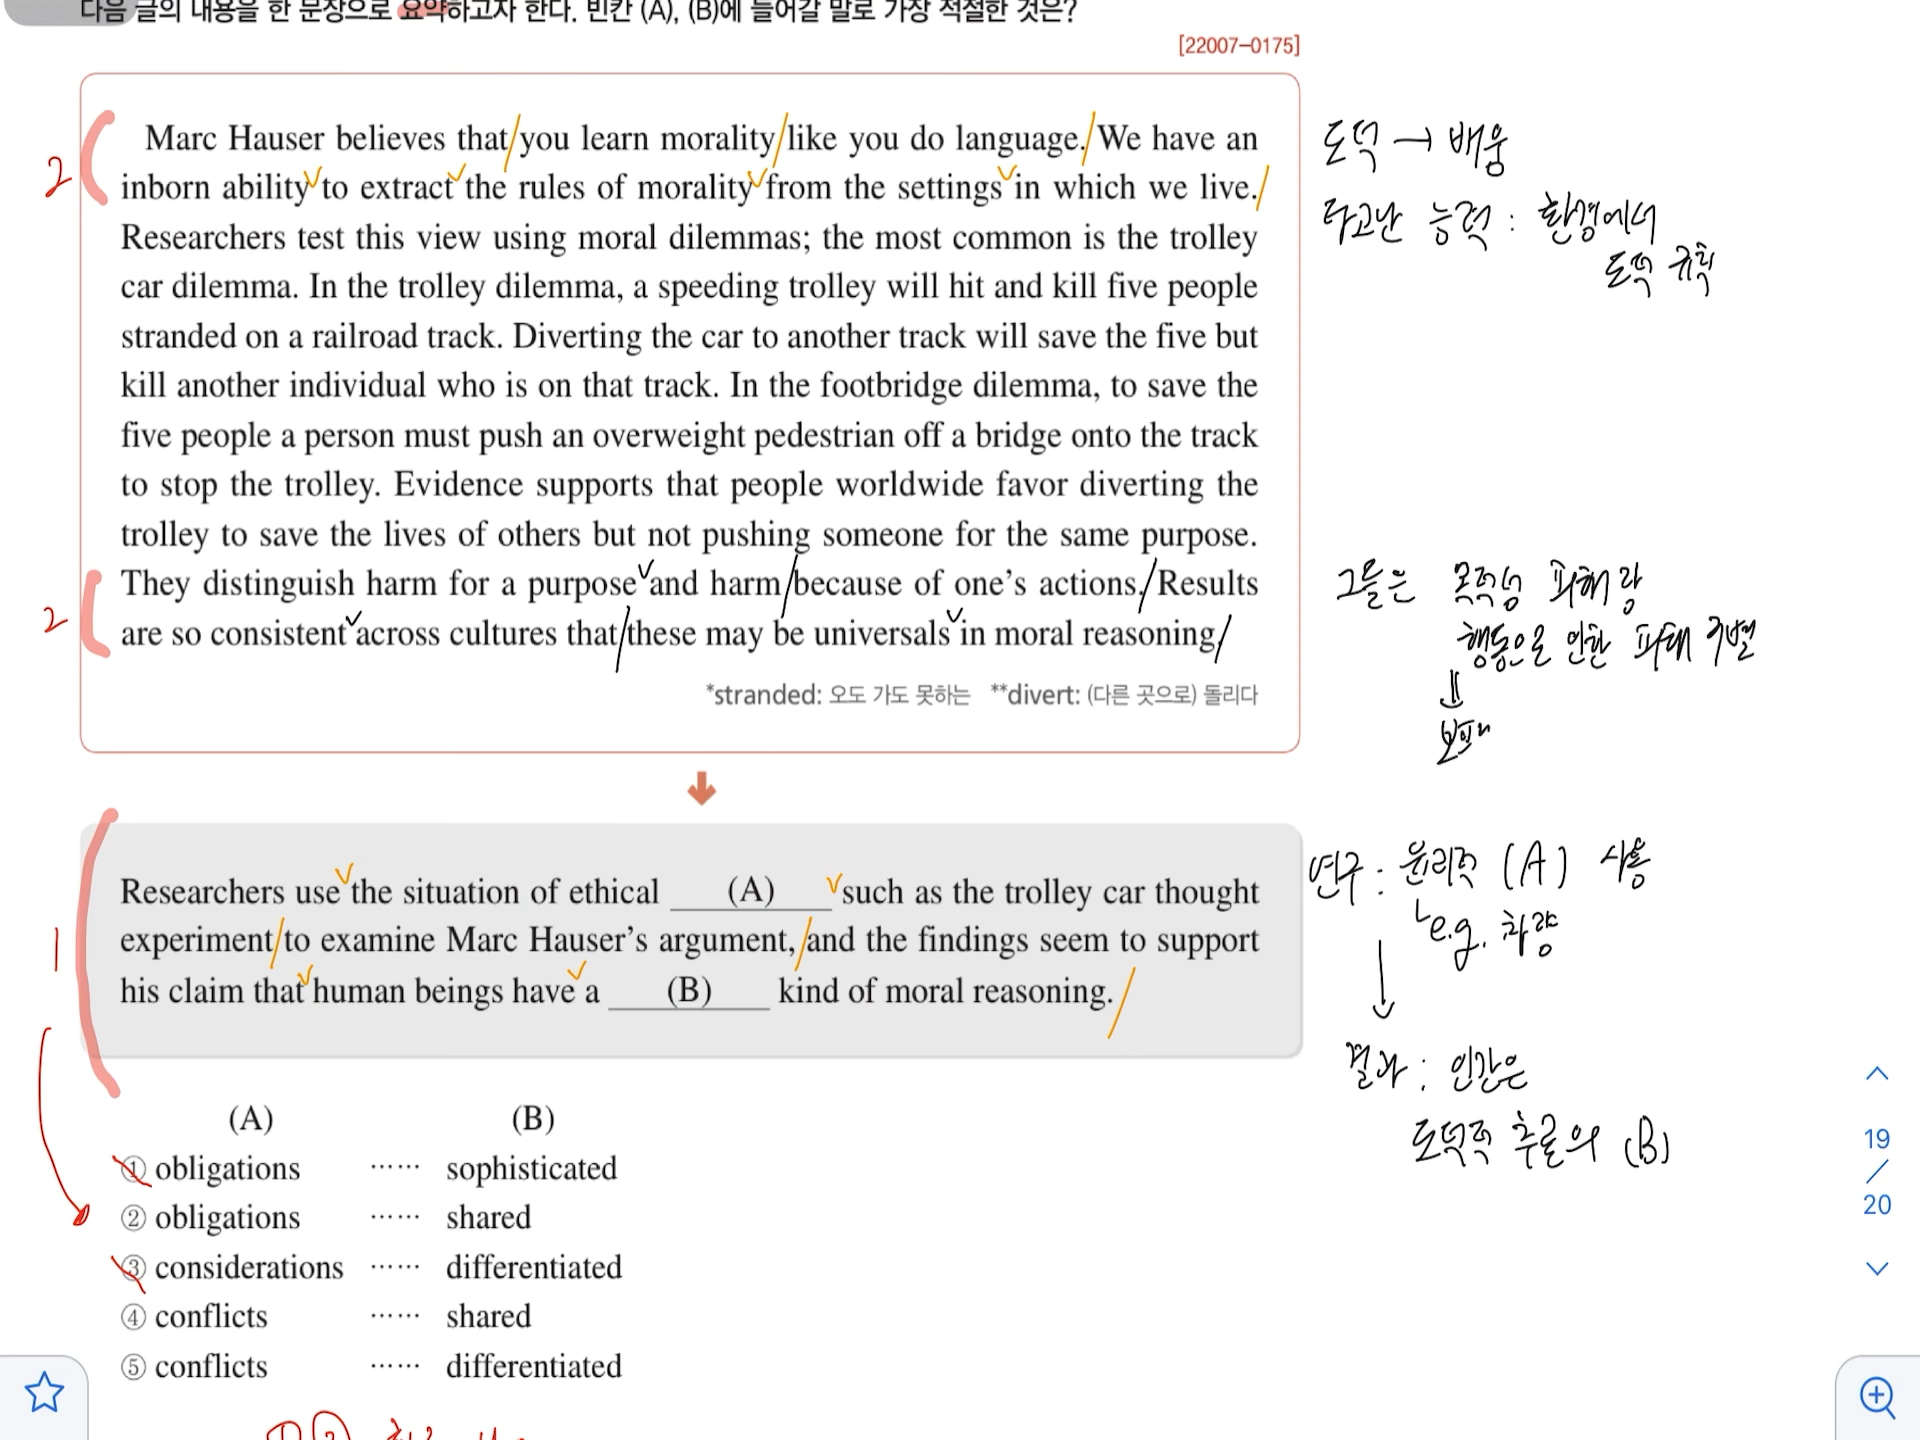 다음 글의 내용을 한 문장으로 요약하고자 한다. 빈칸 (A), (B)에 들어갈 말로 가장 적절한 것은?
[22007-0175]
2
Marc Hauser believes that you learn morality like you do language. We have an
inborn ability to extract the rules of morality from the settings in which we live.
Researchers test this view using moral dilemmas; the most common is the trolley
car dilemma. In the trolley dilemma, a speeding trolley will hit and kill five people
stranded on a railroad track. Diverting the car to another track will save the five but
kill another individual who is on that track. In the footbridge dilemma, to save the
five people a person must push an overweight pedestrian off a bridge onto the track
to stop the trolley. Evidence supports that people worldwide favor diverting the
trolley to save the lives of others but not pushing someone for the same purpose.
2
They distinguish harm for a purpose and harm because of one's actions. Results
are so consistent across cultures that these may be universals in moral reasoning.
*stranded: 오도 가도 못하는 **divert: (다른 곳으로) 돌리다
도덕 → 배움
타고난 능력 : 환경에서
도덕 규칙
그들은 목적성 피해랑
행동으로 인한 피해 구별
⇓
보편
1
Researchers use the situation of ethical (A) such as the trolley car thought
experiment to examine Marc Hauser's argument, and the findings seem to support
his claim that human beings have a (B) kind of moral reasoning.
연구 : 윤리적 (A) 사용
e.g. 차량
↓
결과 : 인간은
도덕적 추론의 (B)
(A) (B)
① obligations …… sophisticated
② obligations …… shared
③ considerations …… differentiated
④ conflicts …… shared
⑤ conflicts …… differentiated
19
/
20